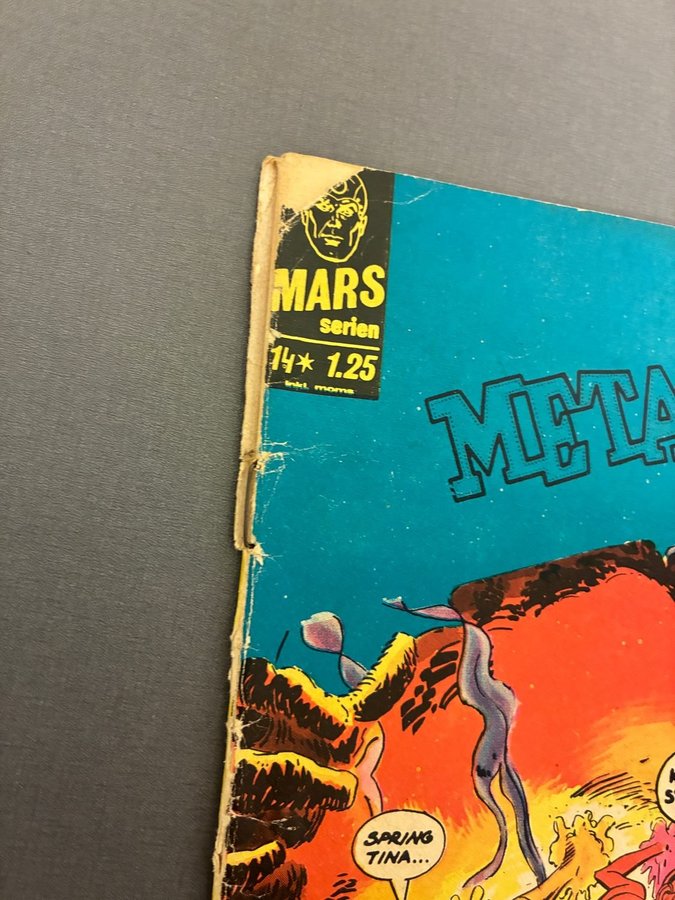 MARS
serien
14* 1.25
inkl. moms
META
SPRING
TINA...